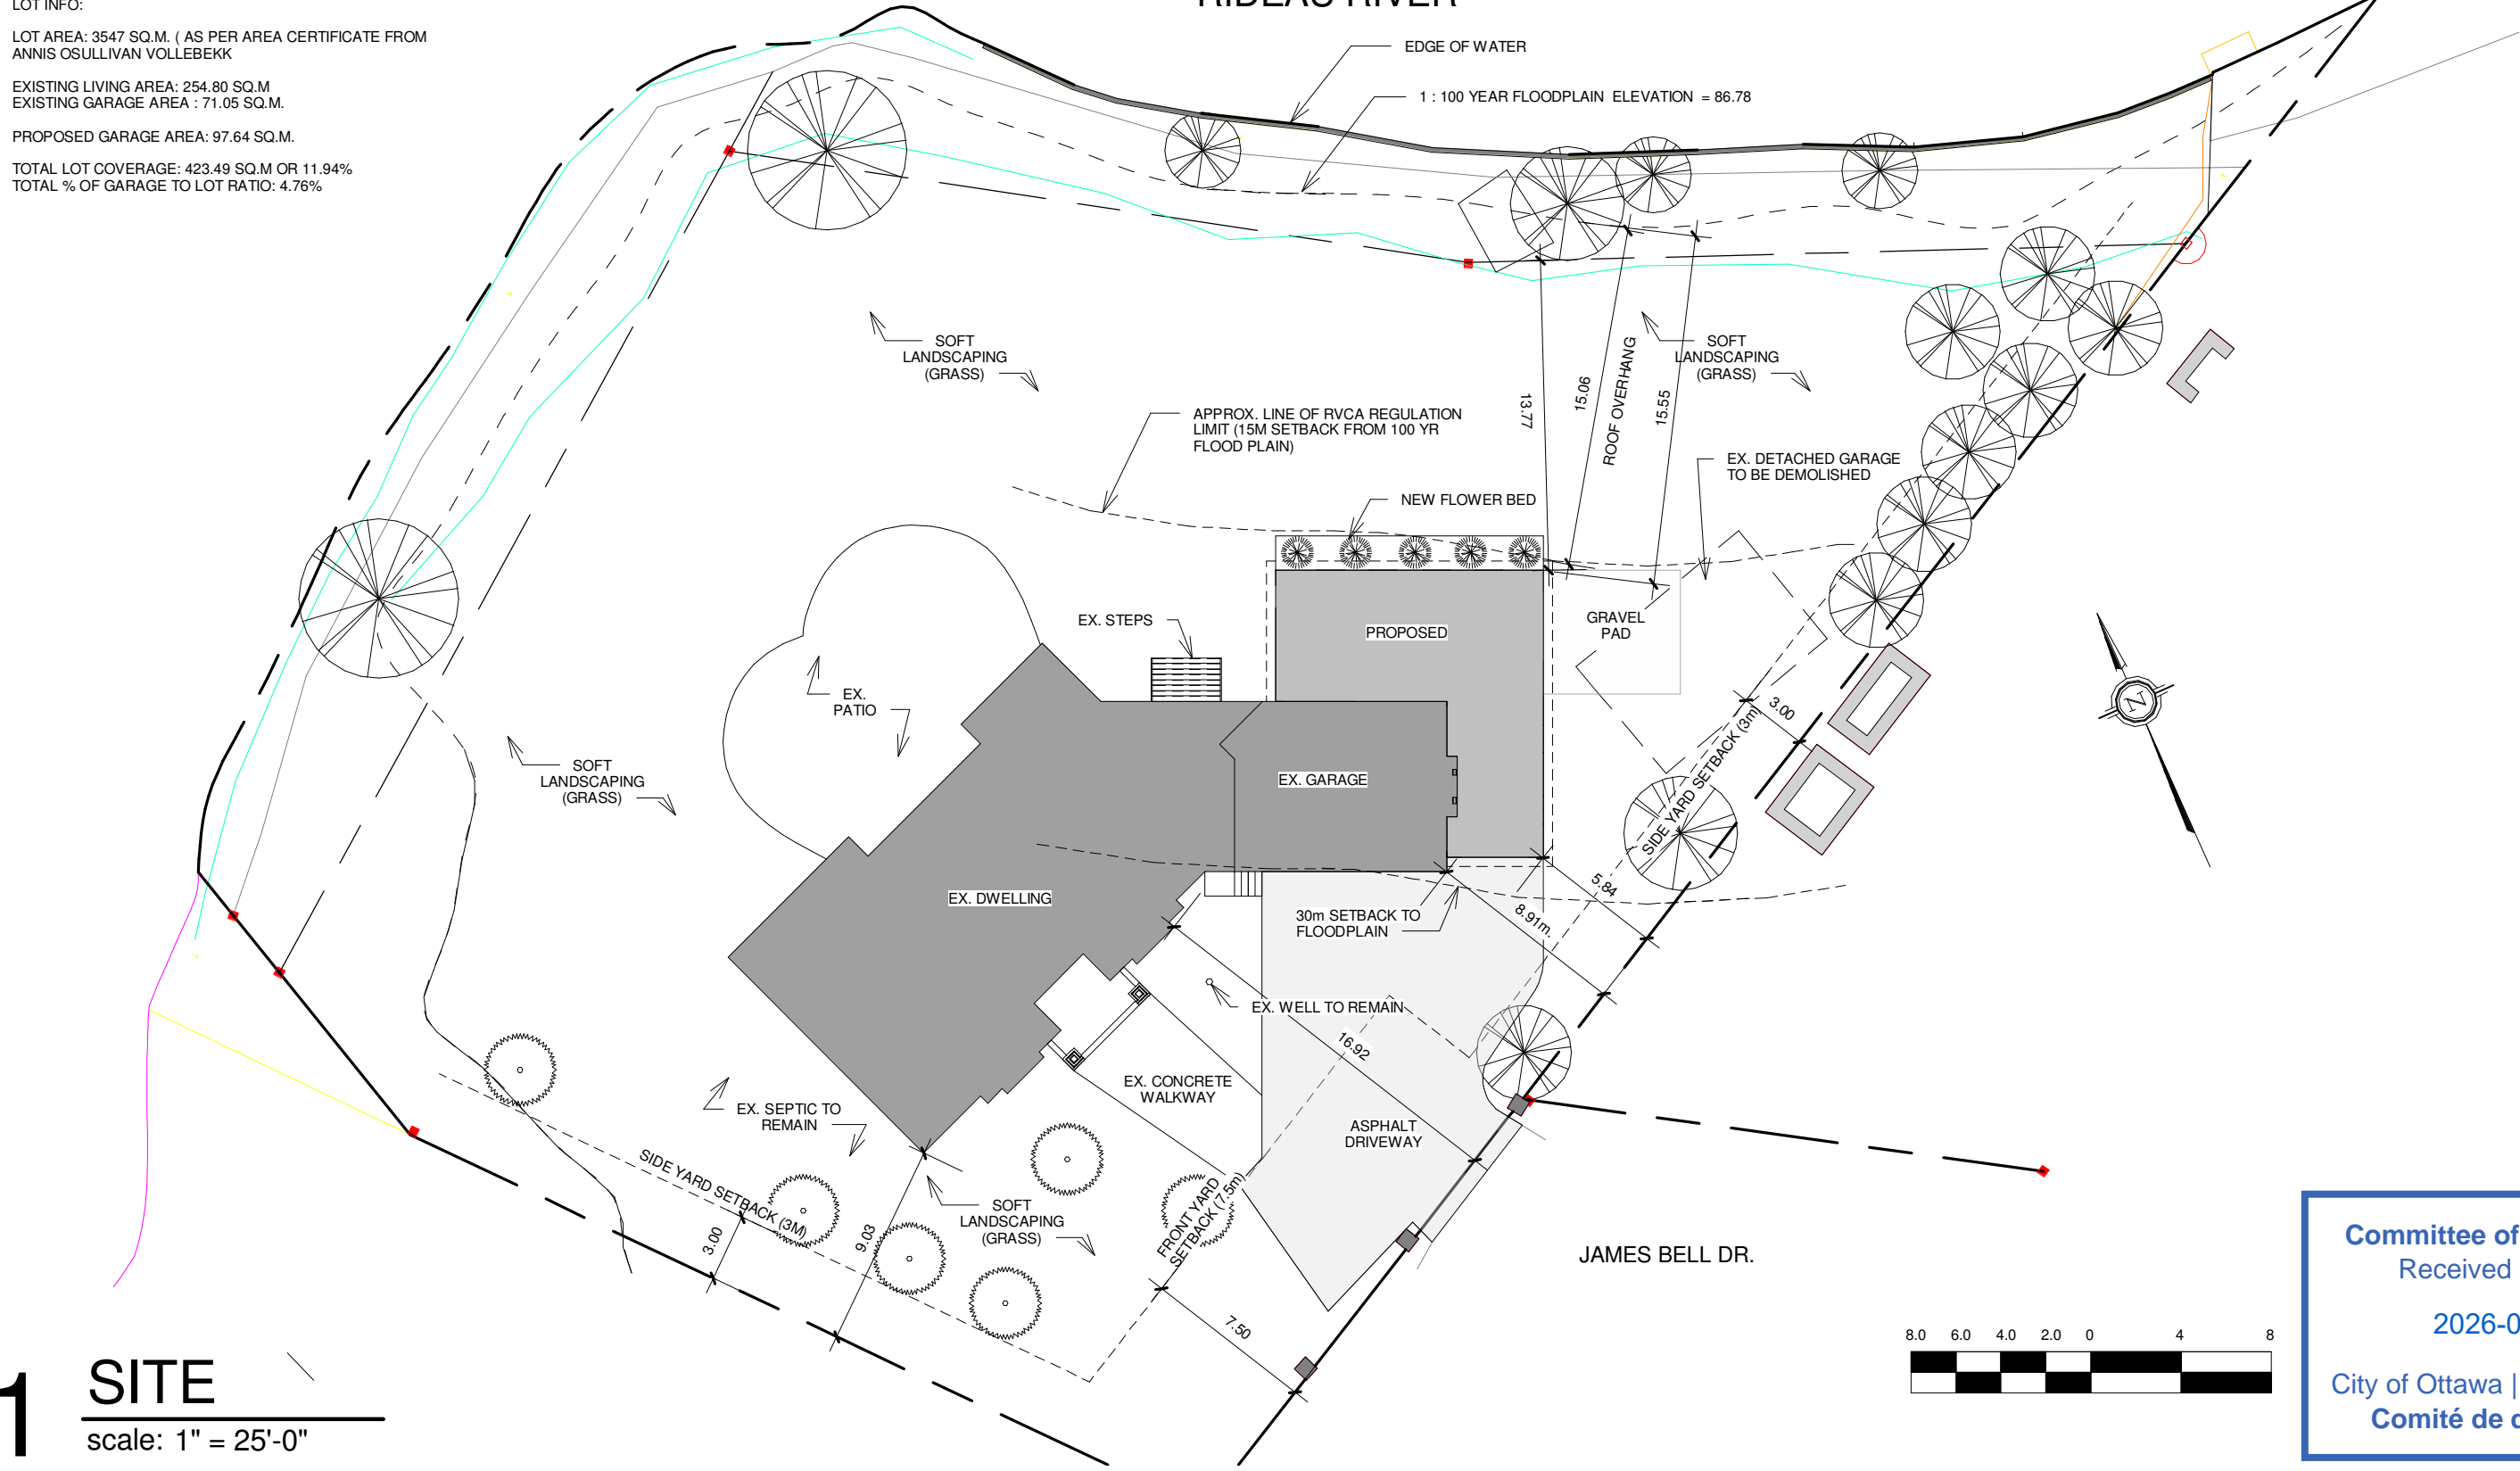 LOT INFO:
LOT AREA: 3547 SQ.M. ( AS PER AREA CERTIFICATE FROM
ANNIS OSULLIVAN VOLLEBEKK
EXISTING LIVING AREA: 254.80 SQ.M
EXISTING GARAGE AREA : 71.05 SQ.M.
PROPOSED GARAGE AREA: 97.64 SQ.M.
TOTAL LOT COVERAGE: 423.49 SQ.M OR 11.94%
TOTAL % OF GARAGE TO LOT RATIO: 4.76%
RIDEAU RIVER
EDGE OF WATER
1 : 100 YEAR FLOODPLAIN ELEVATION = 86.78
SOFT
LANDSCAPING
(GRASS)
SOFT
LANDSCAPING
(GRASS)
13.77
15.06
ROOF OVERHANG
15.55
APPROX. LINE OF RVCA REGULATION
LIMIT (15M SETBACK FROM 100 YR
FLOOD PLAIN)
EX. DETACHED GARAGE
TO BE DEMOLISHED
NEW FLOWER BED
EX. STEPS
PROPOSED
GRAVEL
PAD
EX.
PATIO
3.00
SIDE YARD SETBACK (3m)
N
SOFT
LANDSCAPING
(GRASS)
EX. GARAGE
EX. DWELLING
5.84
8.91m.
30m SETBACK TO
FLOODPLAIN
EX. WELL TO REMAIN
16.92
EX. CONCRETE
WALKWAY
EX. SEPTIC TO
REMAIN
ASPHALT
DRIVEWAY
SIDE YARD SETBACK (3M)
3.00
9.03
SOFT
LANDSCAPING
(GRASS)
FRONT YARD
SETBACK (7.5m)
7.50
JAMES BELL DR.
8.0 6.0 4.0 2.0 0 4 8
Committee of
Received
2026-0
City of Ottawa |
Comité de
1
SITE
scale: 1" = 25'-0"